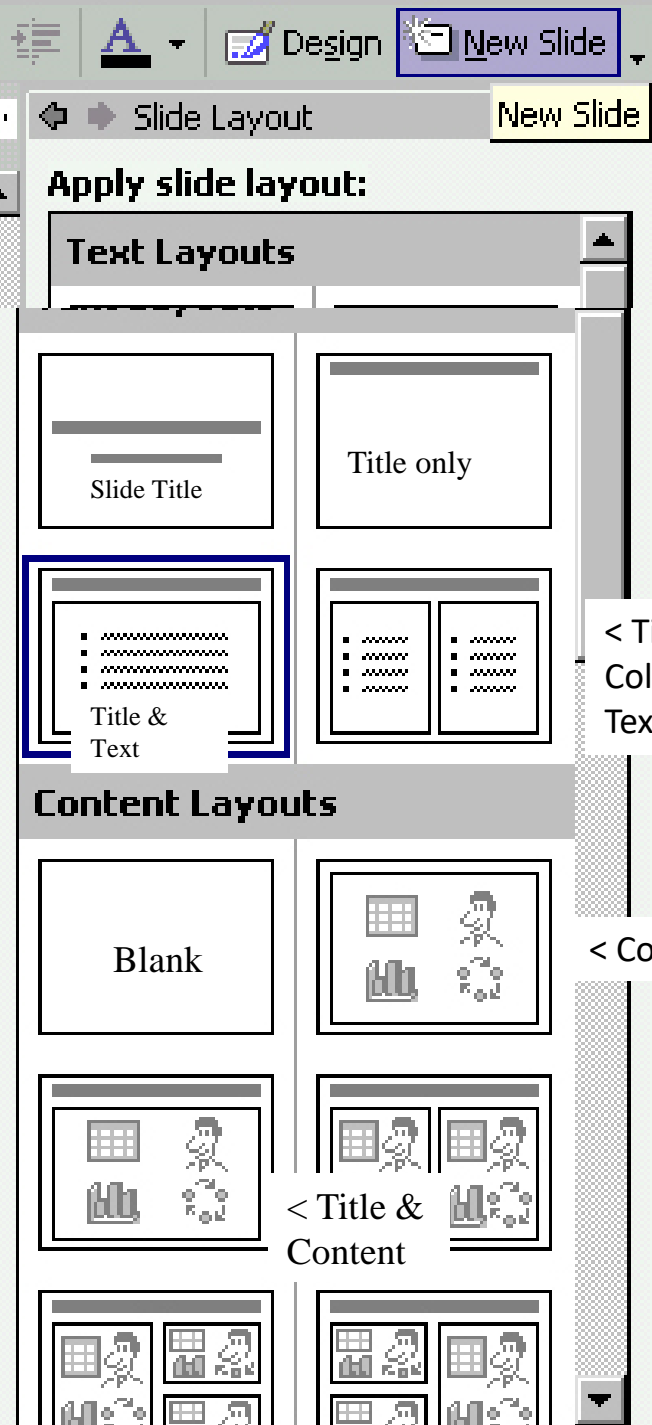 Design New Slide
Slide Layout
New Slide
Apply slide layout:
Text Layouts
Slide Title
Title only
Title &
Text
<
Content Layouts
Blank
<
< Title &
Content